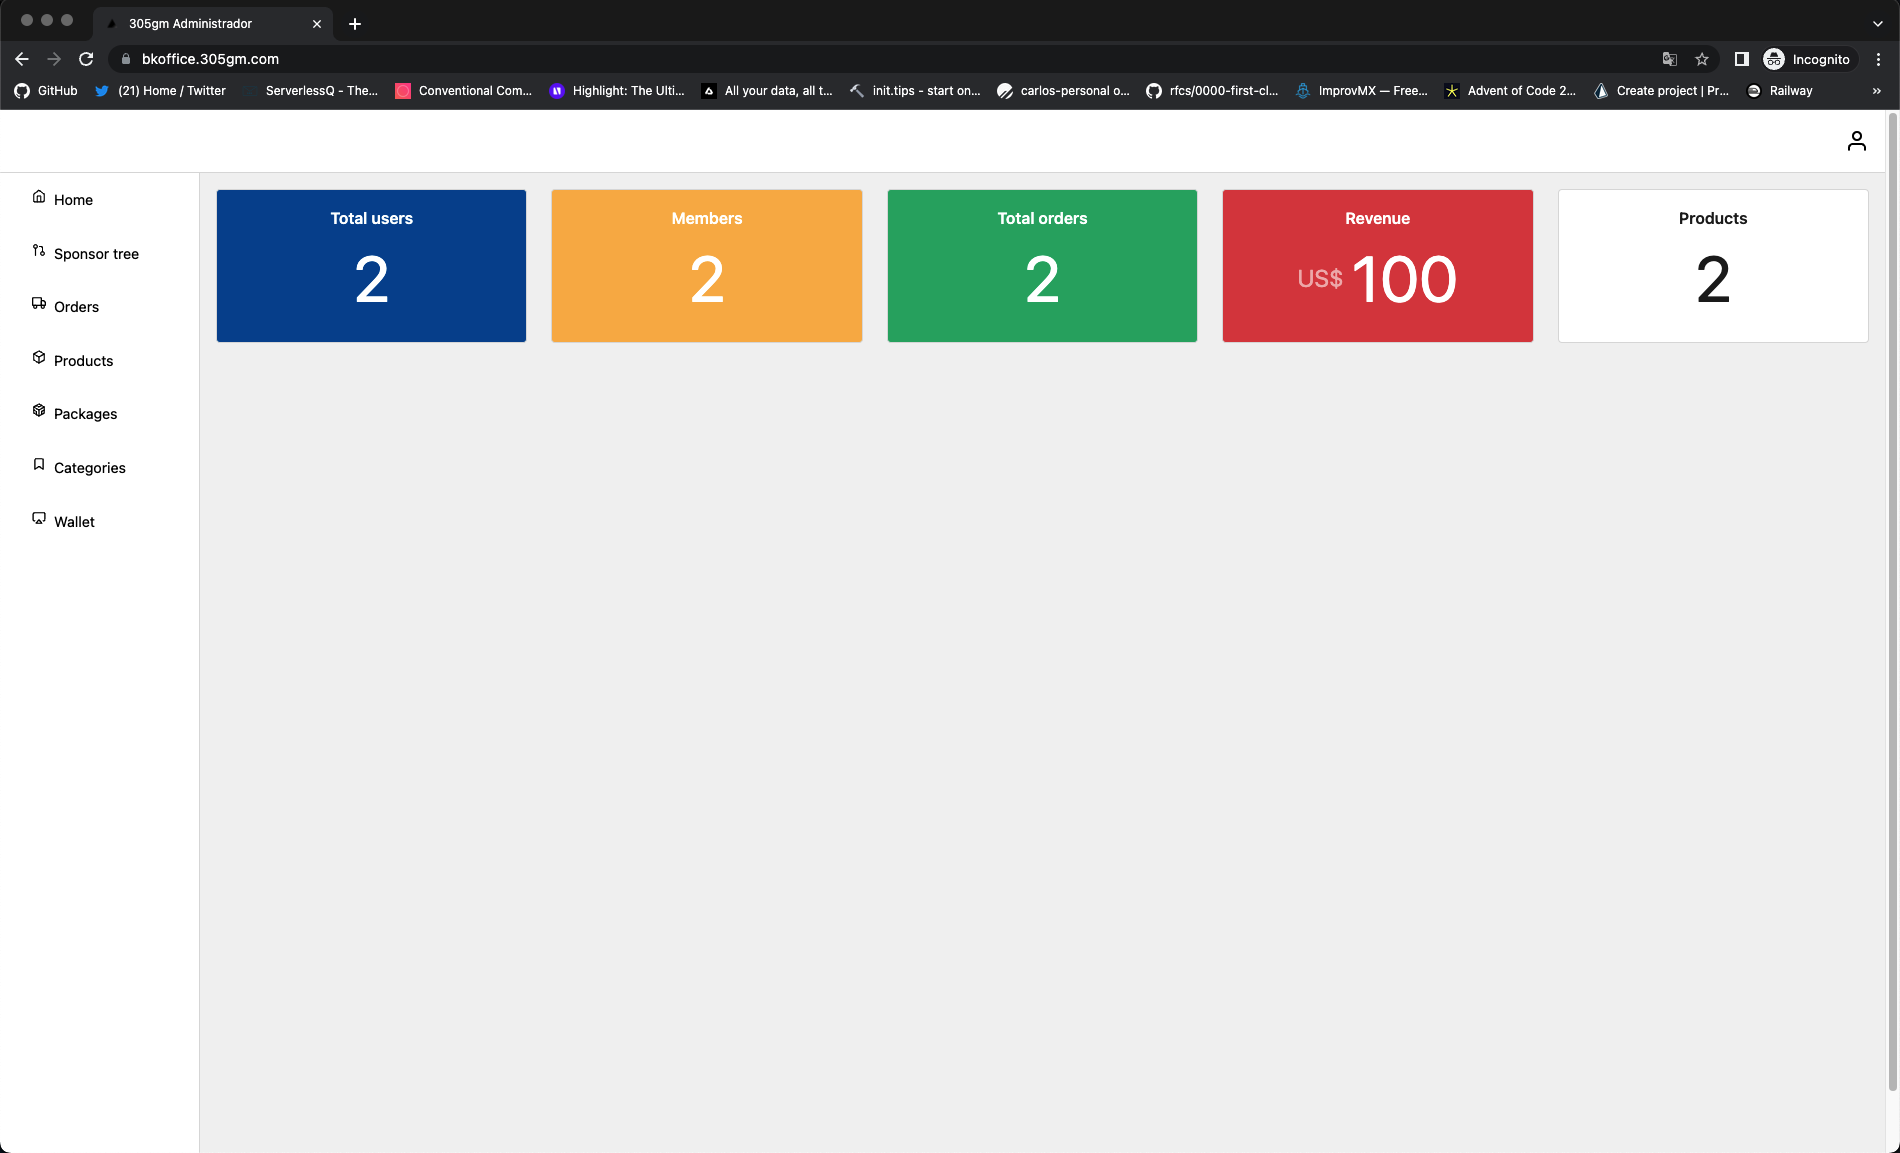 305gm Administrador
bkoffice.305gm.com
Incognito
GitHub
(21) Home / Twitter
ServerlessQ - The...
Conventional Com...
Highlight: The Ulti...
All your data, all t...
init.tips - start on...
carlos-personal o...
rfcs/0000-first-cl...
ImprovMX — Free...
Advent of Code 2...
Create project | Pr...
Railway
»
Home
Sponsor tree
Orders
Products
Packages
Categories
Wallet
Total users
2
Members
2
Total orders
2
Revenue
US$ 100
Products
2